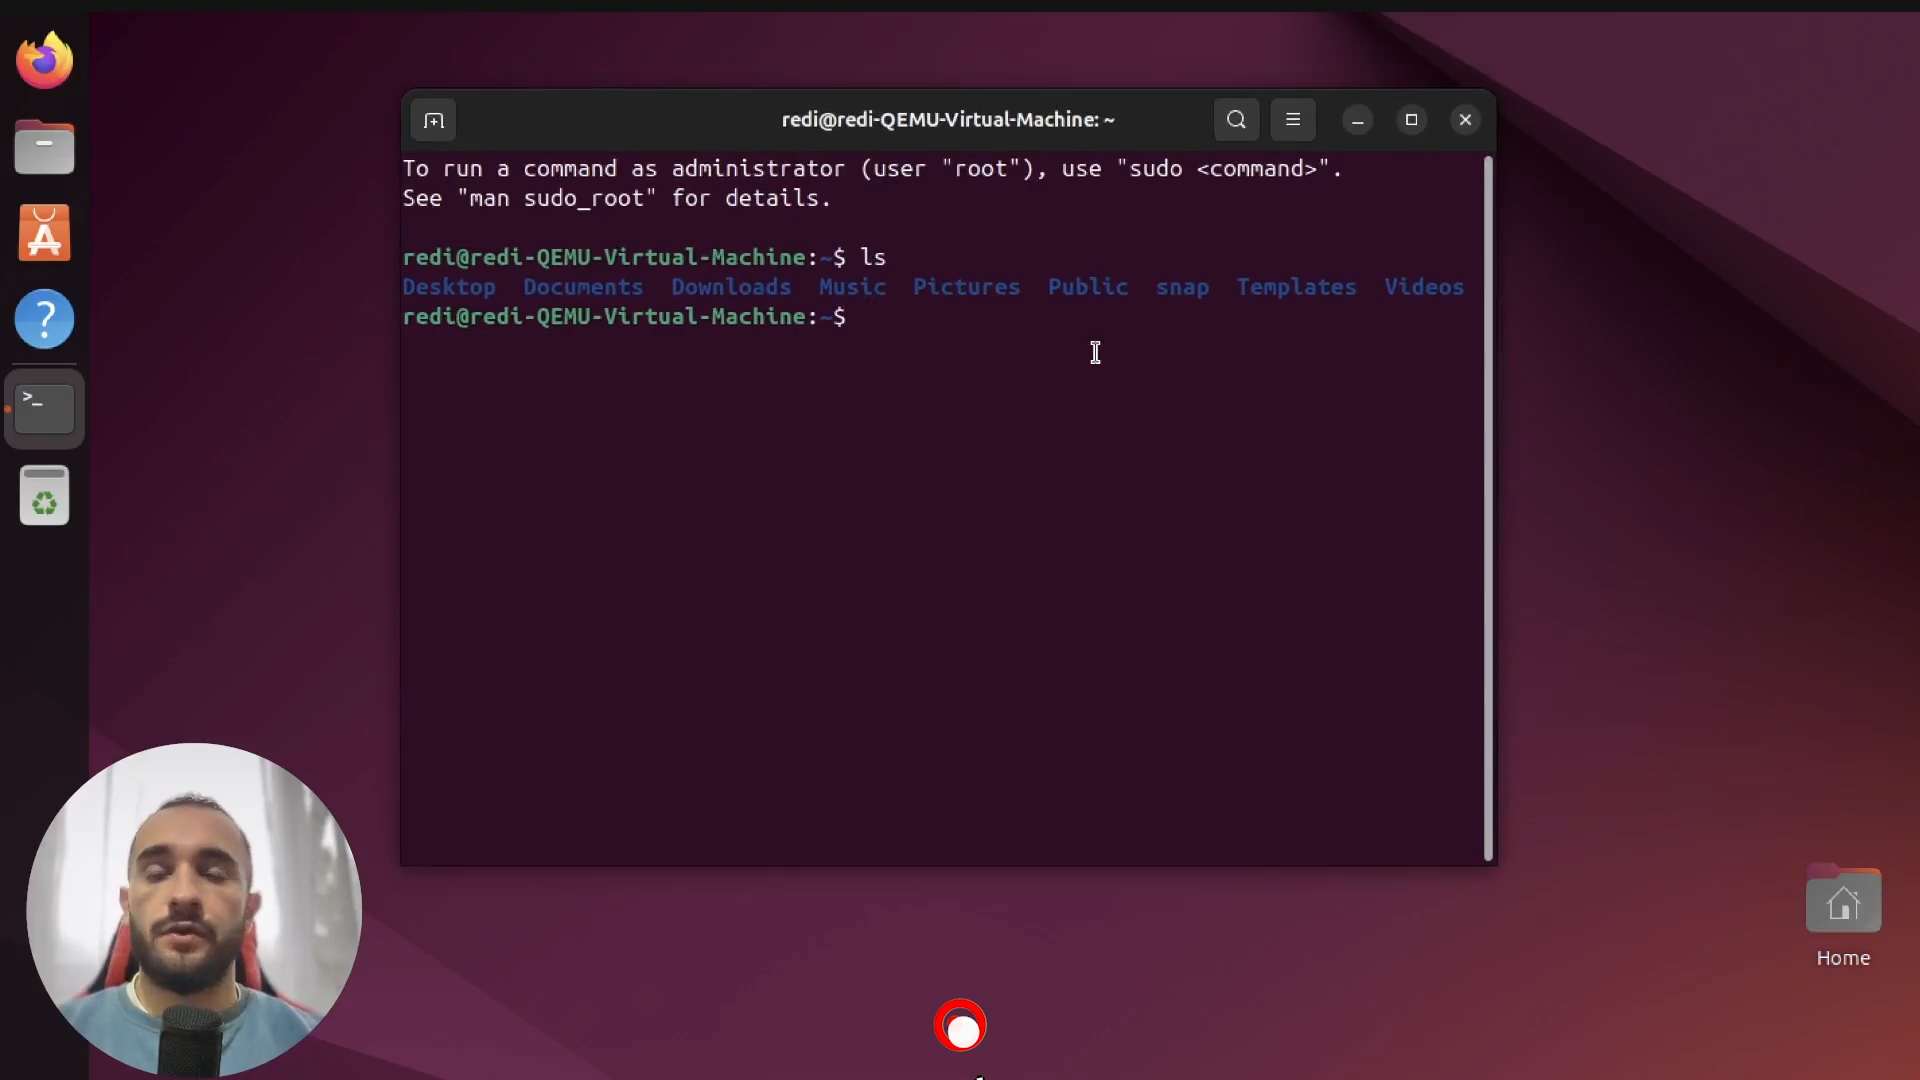 redi@redi-QEMU-Virtual-Machine: ~
To run a command as administrator (user "root"), use "sudo <command>".
See "man sudo_root" for details.
redi@redi-QEMU-Virtual-Machine:~$ ls
Desktop Documents Downloads Music Pictures Public snap Templates Videos
redi@redi-QEMU-Virtual-Machine:~$
>_
Home